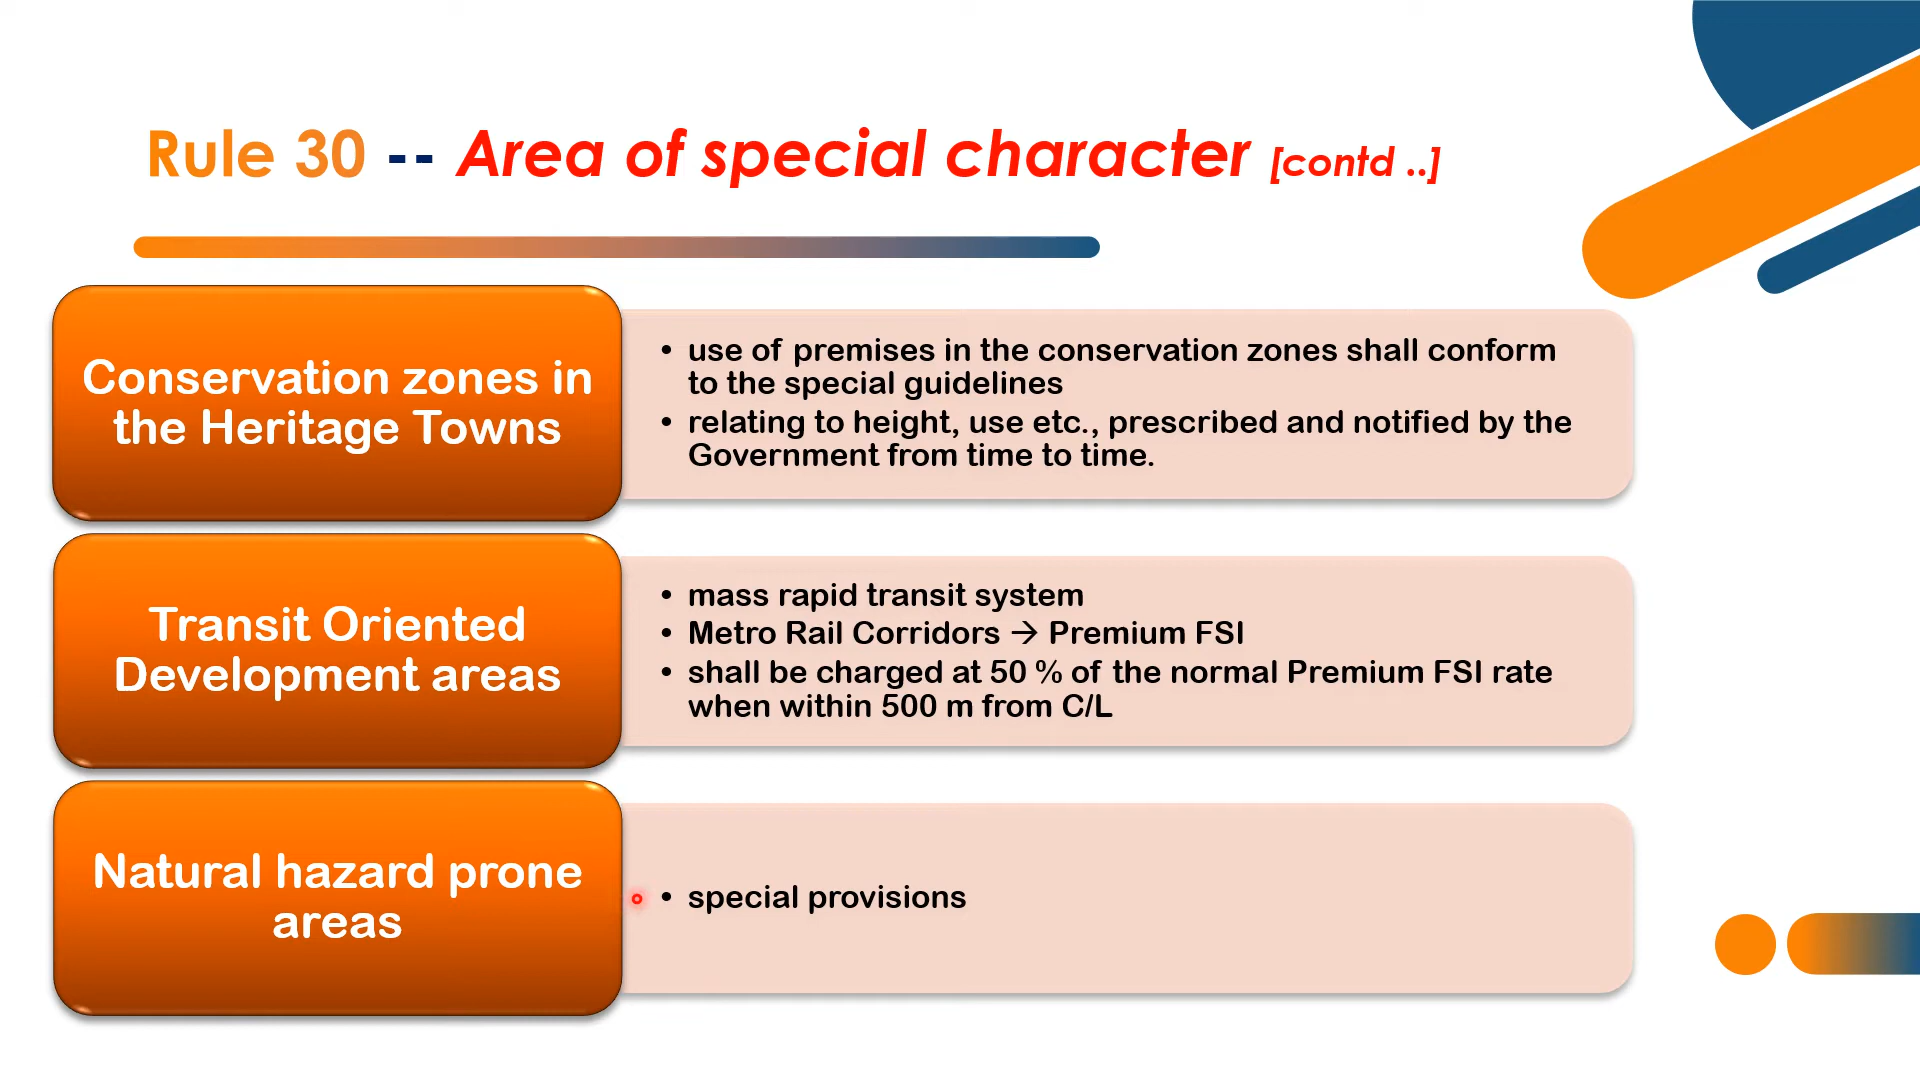 Rule 30 -- Area of special character [contd ..]
Conservation zones in
the Heritage Towns
• use of premises in the conservation zones shall conform
to the special guidelines
• relating to height, use etc., prescribed and notified by the
Government from time to time.
Transit Oriented
Development areas
• mass rapid transit system
• Metro Rail Corridors → Premium FSI
• shall be charged at 50 % of the normal Premium FSI rate
when within 500 m from C/L
Natural hazard prone
areas
• special provisions